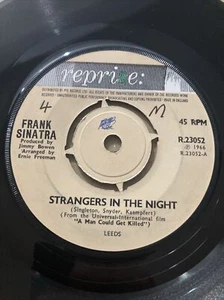 reprise:
4
M
FRANK
SINATRA
Produced by
Jimmy Bowen
Arranged by
Ernie Freeman
45 RPM
R.23052
℗ 1966
R.23052-A
STRANGERS IN THE NIGHT
(Singleton, Snyder, Kaempfert)
(From the Universal-International film
"A Man Could Get Killed")
LEEDS